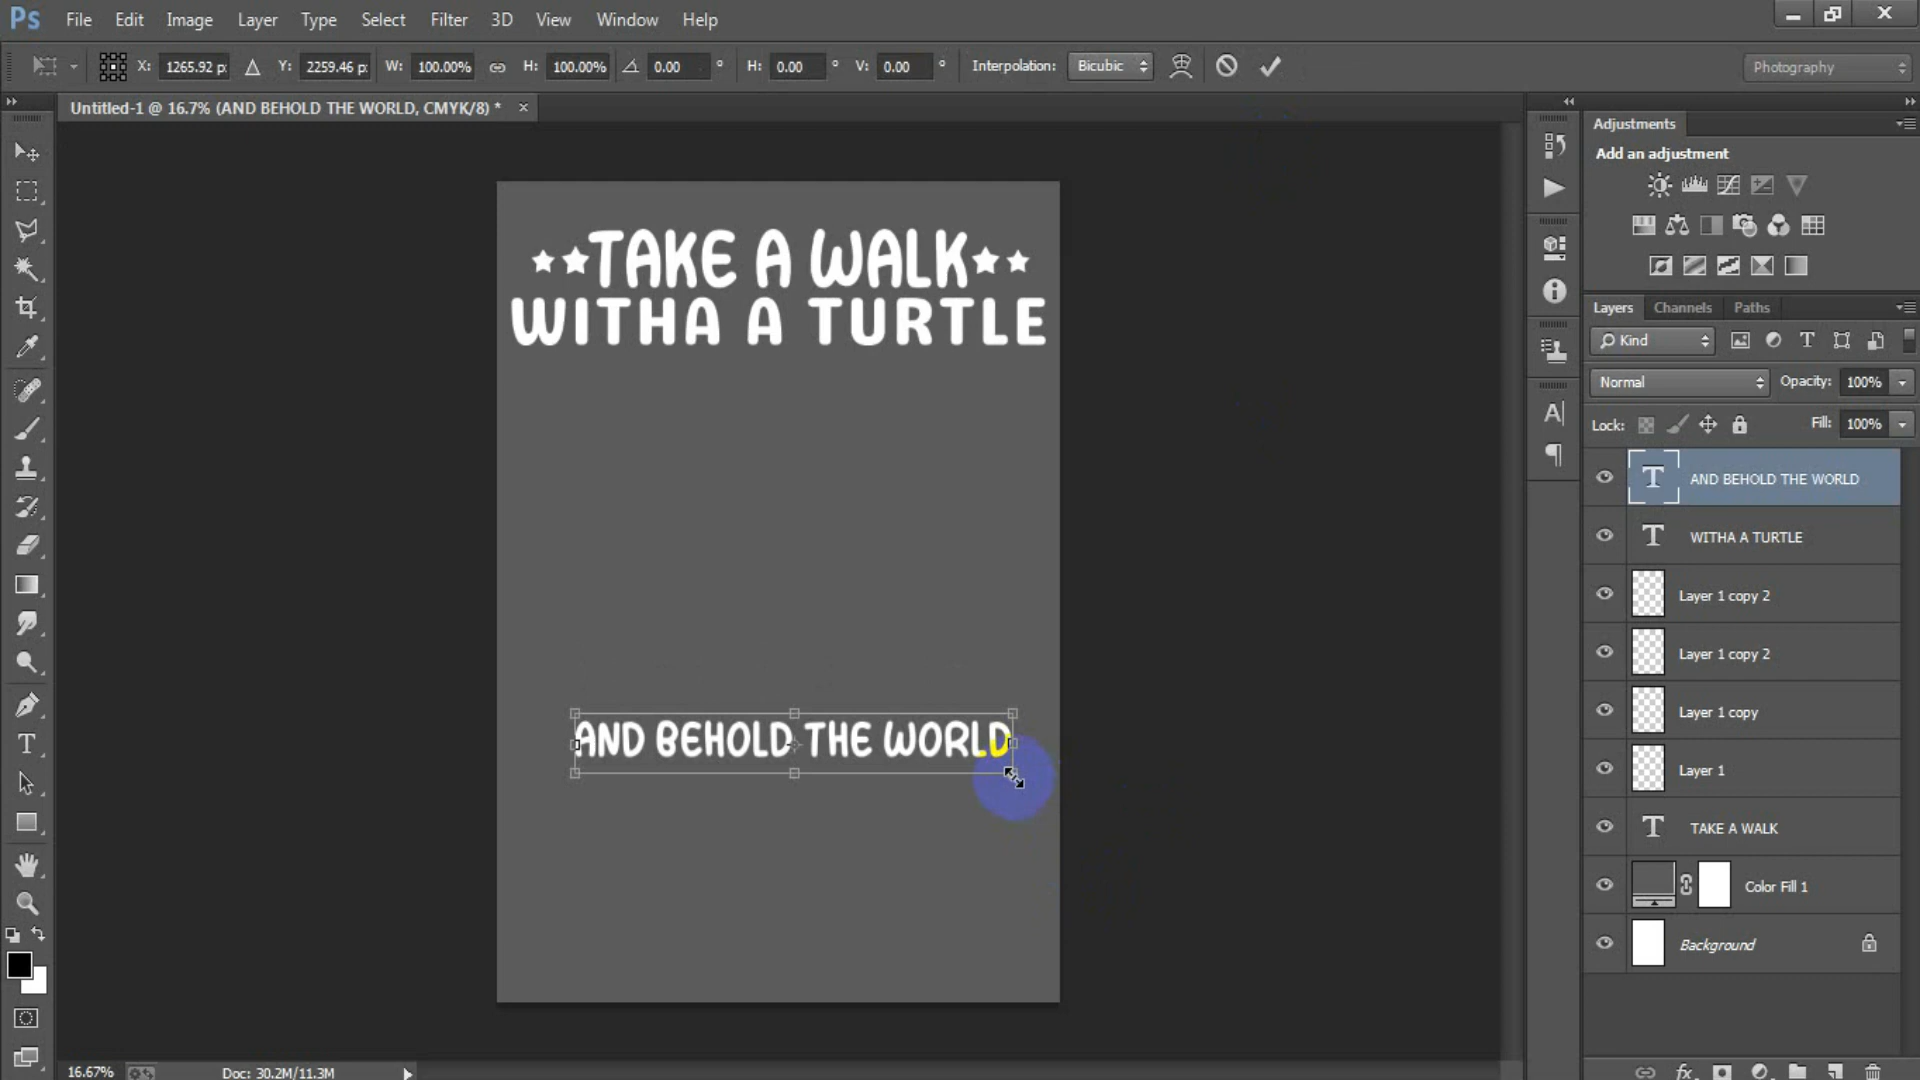 Ps File Edit Image Layer Type Select Filter 3D View Window Help
X: 1265.92 p: Y: 2259.46 p: W: 100.00% H: 100.00% 0.00 ° H: 0.00 ° V: 0.00 ° Interpolation: Bicubic Photography
Untitled-1 @ 16.7% (AND BEHOLD THE WORLD, CMYK/8) * ×
Adjustments
Add an adjustment
TAKE A WALK
WITHA A TURTLE
AND BEHOLD THE WORLD
Layers Channels Paths
Kind
Normal Opacity: 100%
Lock: Fill: 100%
AND BEHOLD THE WORLD
WITHA A TURTLE
Layer 1 copy 2
Layer 1 copy 2
Layer 1 copy
Layer 1
TAKE A WALK
Color Fill 1
Background
16.67% Doc: 30.2M/11.3M